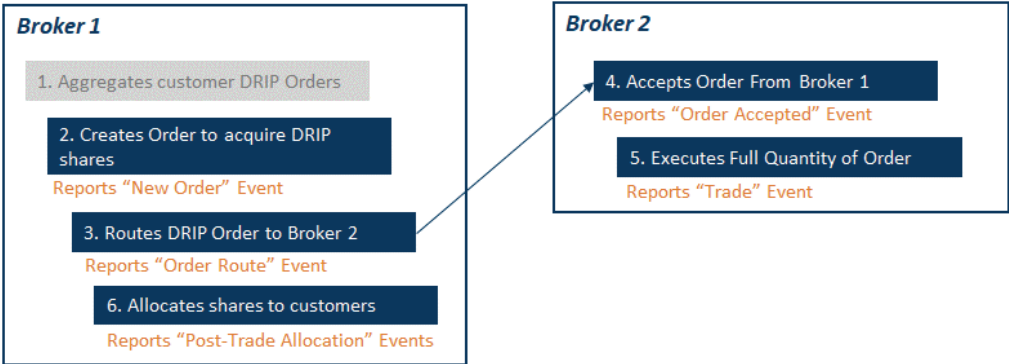 Broker 1
1. Aggregates customer DRIP Orders
2. Creates Order to acquire DRIP
shares
Reports “New Order” Event
3. Routes DRIP Order to Broker 2
Reports “Order Route” Event
6. Allocates shares to customers
Reports “Post-Trade Allocation” Events
Broker 2
4. Accepts Order From Broker 1
Reports “Order Accepted” Event
5. Executes Full Quantity of Order
Reports “Trade” Event